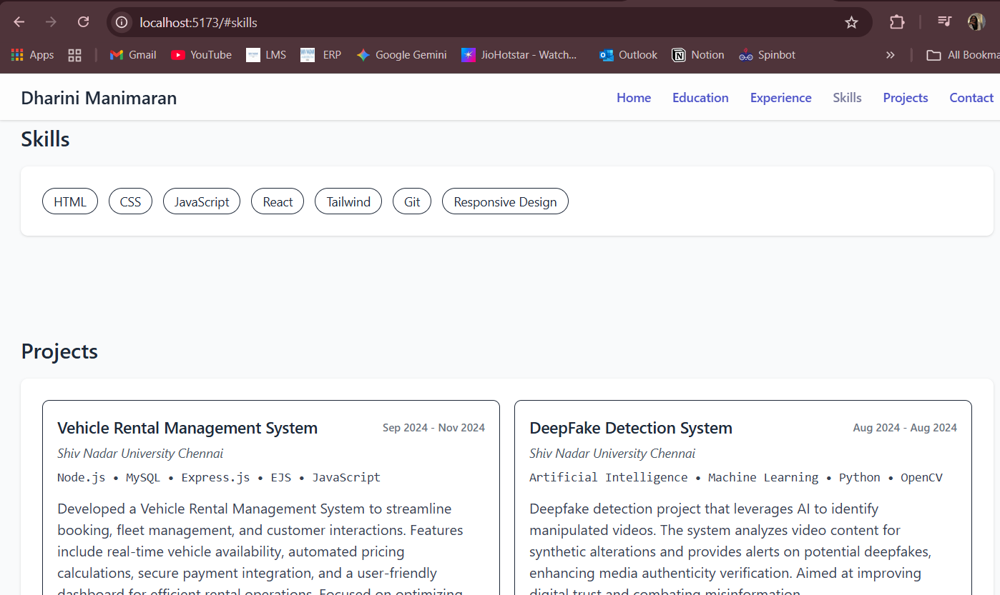 localhost:5173/#skills
Apps Gmail YouTube LMS ERP Google Gemini JioHotstar - Watch... Outlook Notion Spinbot » All Bookma
Dharini Manimaran Home Education Experience Skills Projects Contact
Skills
HTML CSS JavaScript React Tailwind Git Responsive Design
Projects
Vehicle Rental Management System Sep 2024 - Nov 2024
Shiv Nadar University Chennai
Node.js • MySQL • Express.js • EJS • JavaScript
Developed a Vehicle Rental Management System to streamline
booking, fleet management, and customer interactions. Features
include real-time vehicle availability, automated pricing
calculations, secure payment integration, and a user-friendly
dashboard for efficient rental operations. Focused on optimizing
DeepFake Detection System Aug 2024 - Aug 2024
Shiv Nadar University Chennai
Artificial Intelligence • Machine Learning • Python • OpenCV
Deepfake detection project that leverages AI to identify
manipulated videos. The system analyzes video content for
synthetic alterations and provides alerts on potential deepfakes,
enhancing media authenticity verification. Aimed at improving
digital trust and combating misinformation.